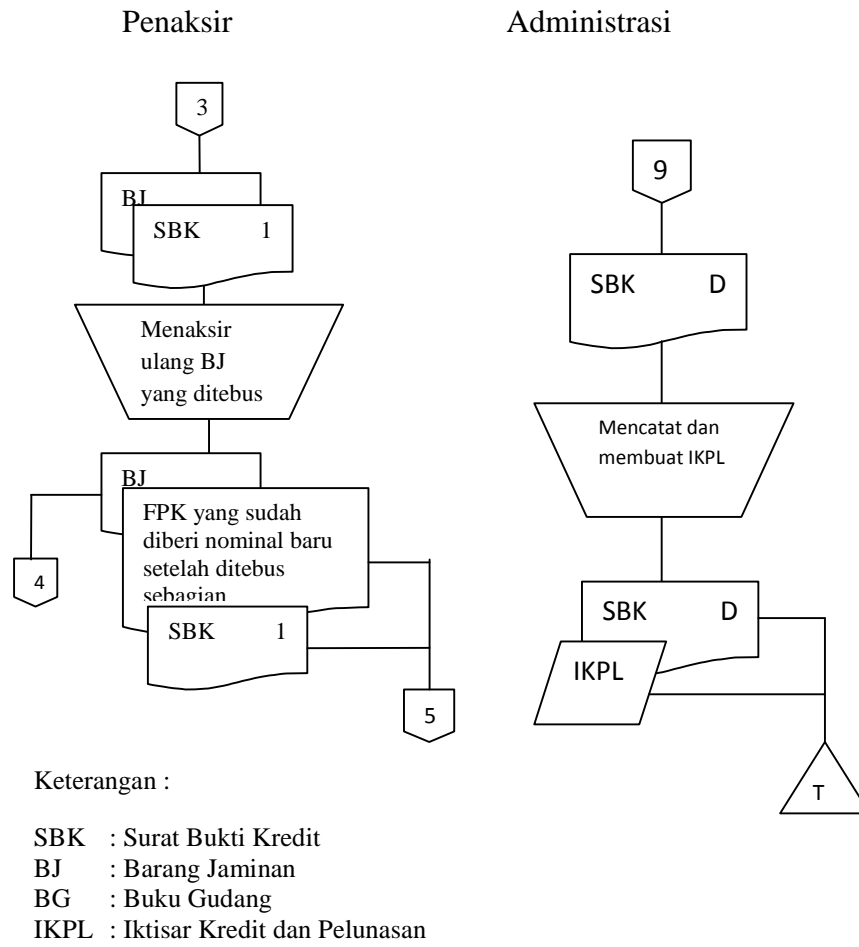 Penaksir
3
BJ
SBK 1
Menaksir
ulang BJ
yang ditebus
BJ
FPK yang sudah
diberi nominal baru
setelah ditebus
sebagian
SBK 1
4
5
Administrasi
9
SBK D
Mencatat dan
membuat IKPL
SBK D
IKPL
T
Keterangan :
SBK : Surat Bukti Kredit
BJ : Barang Jaminan
BG : Buku Gudang
IKPL : Iktisar Kredit dan Pelunasan